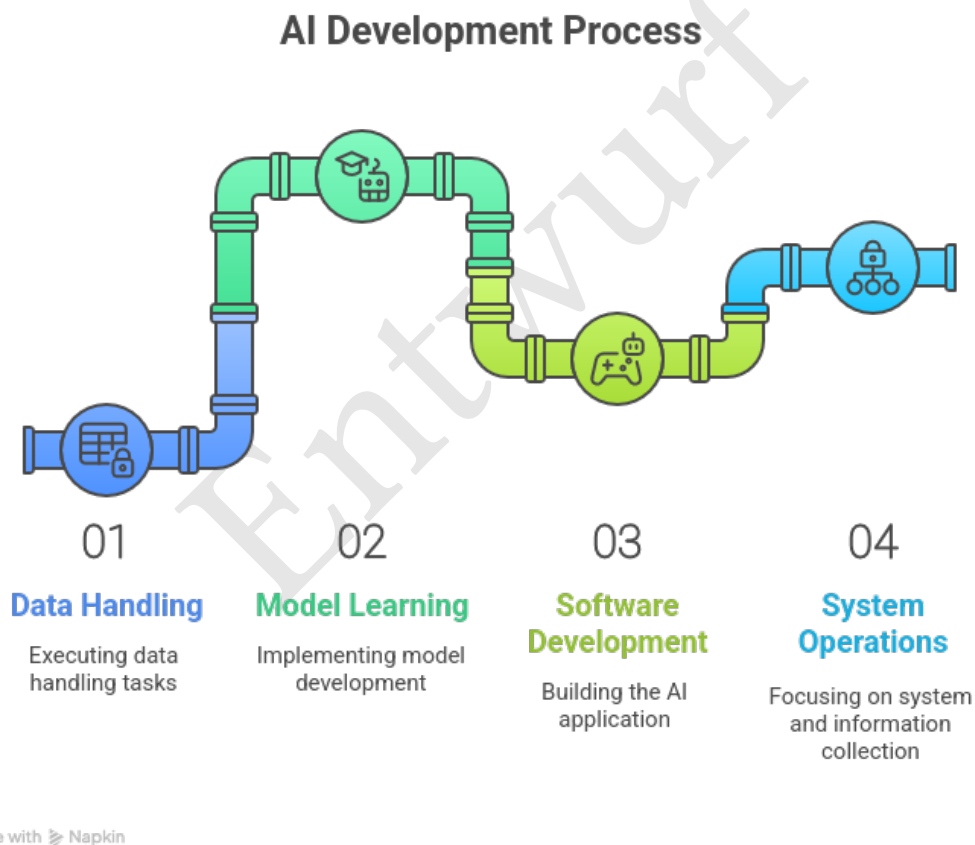 AI Development Process
Entwurf
01
Data Handling
Executing data
handling tasks
02
Model Learning
Implementing model
development
03
Software
Development
Building the AI
application
04
System
Operations
Focusing on system
and information
collection
e with Napkin